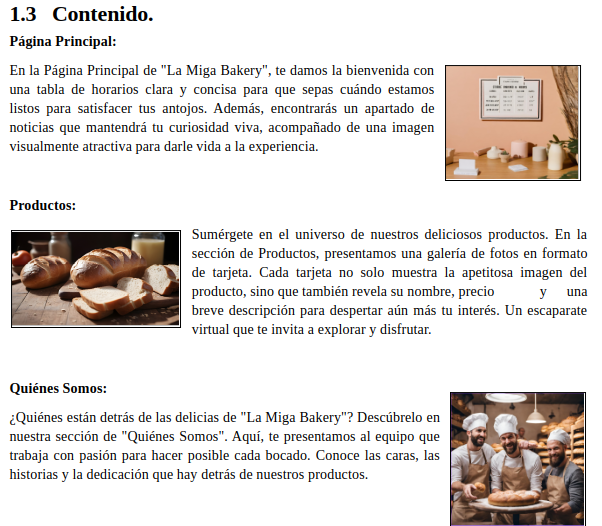 1.3 Contenido.
Página Principal:
En la Página Principal de "La Miga Bakery", te damos la bienvenida con
una tabla de horarios clara y concisa para que sepas cuándo estamos
listos para satisfacer tus antojos. Además, encontrarás un apartado de
noticias que mantendrá tu curiosidad viva, acompañado de una imagen
visualmente atractiva para darle vida a la experiencia.
Productos:
Sumérgete en el universo de nuestros deliciosos productos. En la
sección de Productos, presentamos una galería de fotos en formato
de tarjeta. Cada tarjeta no solo muestra la apetitosa imagen del
producto, sino que también revela su nombre, precio y una
breve descripción para despertar aún más tu interés. Un escaparate
virtual que te invita a explorar y disfrutar.
Quiénes Somos:
¿Quiénes están detrás de las delicias de "La Miga Bakery"? Descúbrelo en
nuestra sección de "Quiénes Somos". Aquí, te presentamos al equipo que
trabaja con pasión para hacer posible cada bocado. Conoce las caras, las
historias y la dedicación que hay detrás de nuestros productos.